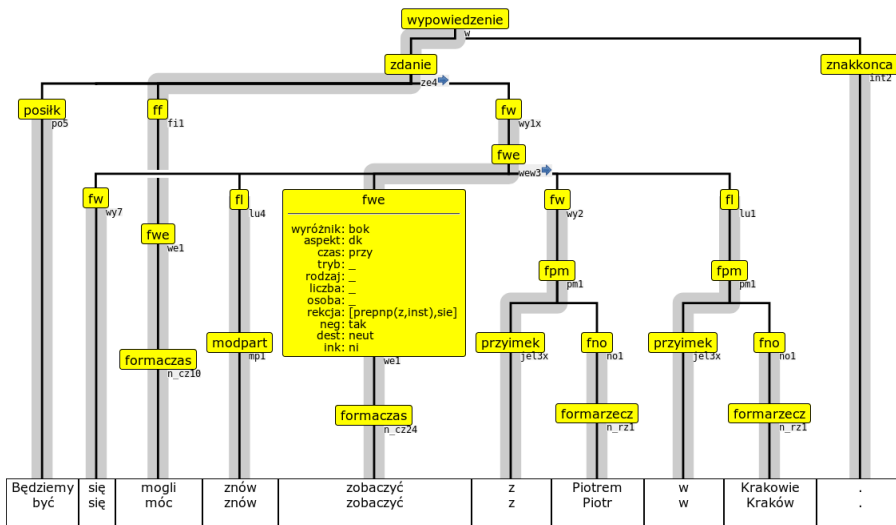 wypowiedzenie
w
zdanie
znakkonca
ze4
int2
posiłk
ff
fw
po5
fi1
wy1x
fwe
wew3
fw
fl
fwe
fw
fl
wy7
lu4
wy2
lu1
wyróżnik: bok
aspekt: dk
czas: przy
tryb: _
rodzaj: _
liczba: _
osoba: _
rekcja: [prepnp(z,inst),sie]
neg: tak
dest: neut
ink: ni
fwe
we1
fpm
fpm
pm1
pm1
modpart
przyimek
fno
przyimek
fno
mp1
we1
jel3x
no1
jel3x
no1
formaczas
n_cz10
formaczas
formarzecz
formarzecz
n_cz24
n_rz1
n_rz1
Będziemy się mogli znów zobaczyć z Piotrem w Krakowie .
być się móc znów zobaczyć z Piotr w Kraków .